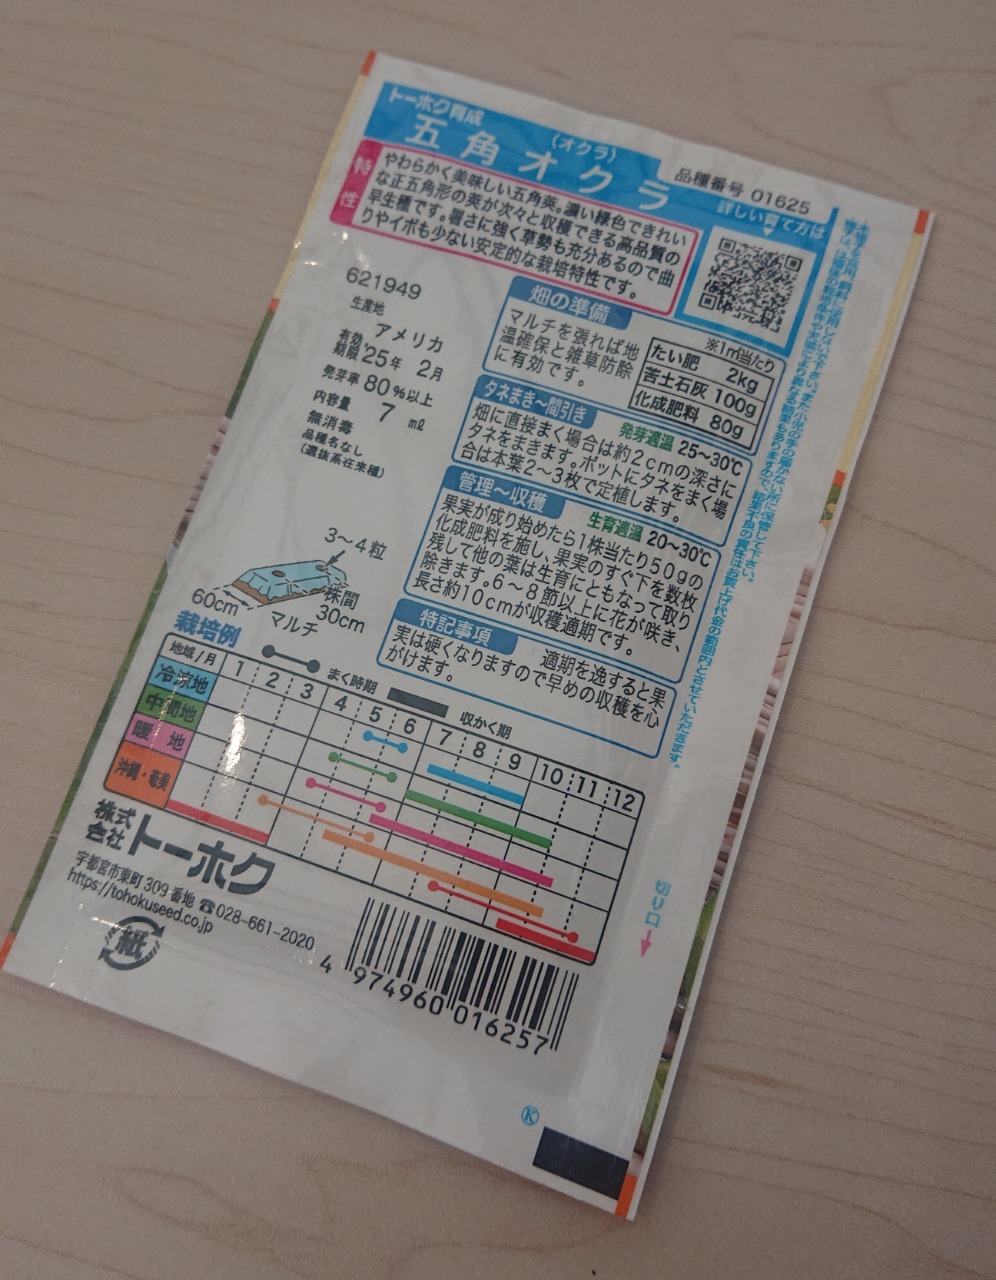 トーホク育成
五角オクラ
(オクラ)
品種番号 01625
特性
やわらかく美味しい五角莢。濃い緑色できれい
な正五角形の莢が次々と収穫できる高品質の
早生種です。暑さに強く草勢も充分あるので曲
りやイボも少ない安定的な栽培特性です。
詳しい育て方は
621949
生産地
アメリカ
有効期限 25年 2月
発芽率 80%以上
内容量 7 ㎖
無消毒
品種名なし
(選抜系在来種)
畑の準備
マルチを張れば地
温確保と雑草防除
に有効です。
※1㎡当たり
たい肥 2kg
苦土石灰 100g
化成肥料 80g
タネまき〜間引き
発芽適温 25〜30℃
畑に直接まく場合は約2cmの深さに
タネをまきます。ポットにタネをまく場
合は本葉2〜3枚で定植します。
管理〜収穫
生育適温 20〜30℃
果実が成り始めたら1株当たり50gの
化成肥料を施し、果実のすぐ下を数枚
残して他の葉は生育にともなって取り
除きます。6〜8節以上に花が咲き、
長さ約10cmが収穫適期です。
特記事項
適期を逸すると果
実は硬くなりますので早めの収穫を心
がけます。
3〜4粒
60cm
株間
30cm
マルチ
栽培例
まく時期
収かく期
地域/月 1 2 3 4 5 6 7 8 9 10 11 12
冷涼地
中間地
暖地
沖縄・奄美
株式会社トーホク
宇都宮市東町309番地 ☎028-661-2020
https://tohokuseed.co.jp
紙
4 974960 016257
切り口
Ⓚ